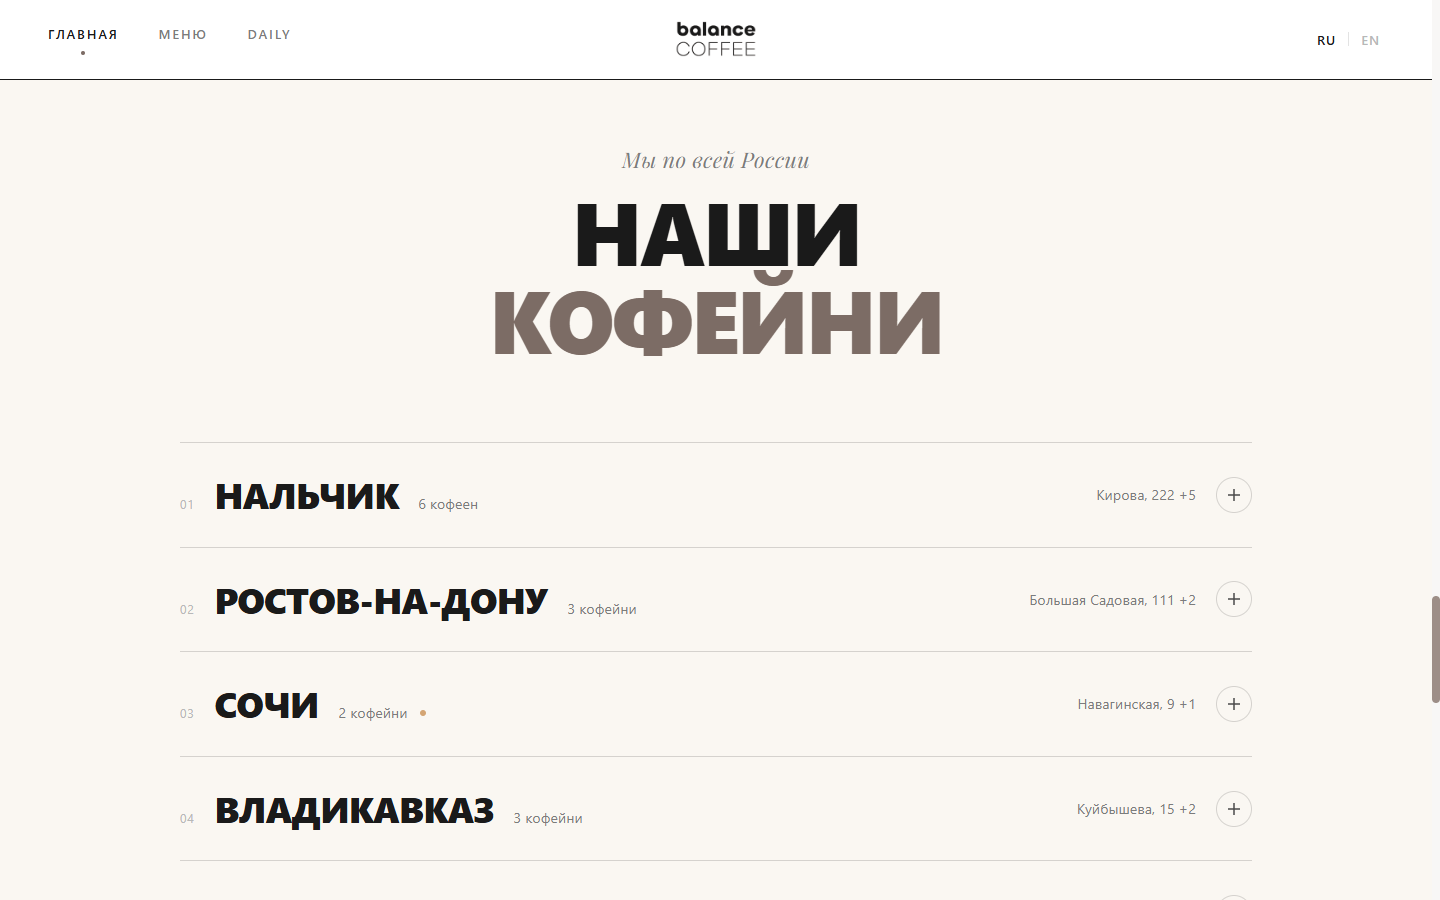 ГЛАВНАЯ МЕНЮ DAILY
balance
COFFEE
RU EN
Мы по всей России
НАШИ
КОФЕЙНИ
01 НАЛЬЧИК 6 кофеен Кирова, 222 +5
02 РОСТОВ-НА-ДОНУ 3 кофейни Большая Садовая, 111 +2
03 СОЧИ 2 кофейни Навагинская, 9 +1
04 ВЛАДИКАВКАЗ 3 кофейни Куйбышева, 15 +2